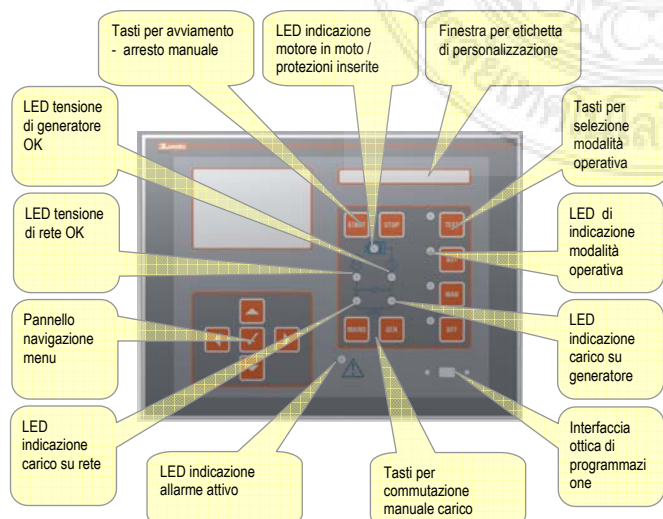 Tasti per avviamento
- arresto manuale
LED indicazione
motore in moto /
protezioni inserite
Finestra per etichetta
di personalizzazione
LED tensione
di generatore
OK
Tasti per
selezione
modalità
operativa
LED tensione
di rete OK
LED di
indicazione
modalità
operativa
Pannello
navigazione
menu
LED
indicazione
carico su
generatore
LED
indicazione
carico su rete
LED indicazione
allarme attivo
Tasti per
commutazione
manuale carico
Interfaccia
ottica di
programmazi
one
START
STOP
TEST
MAN
MAINS
GEN
OFF